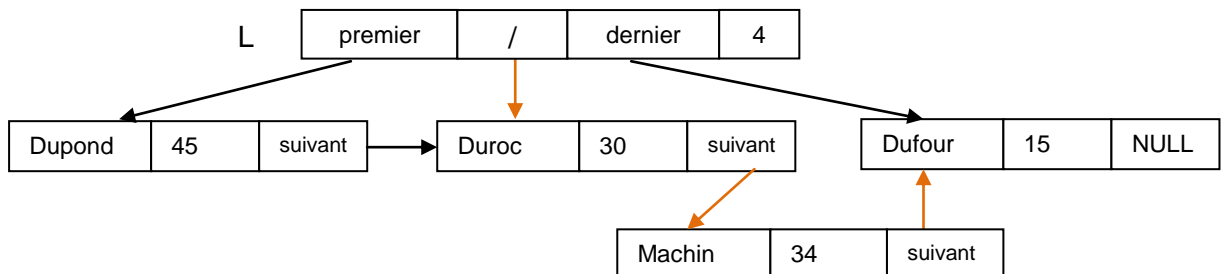 L premier / dernier 4
Dupond 45 suivant Duroc 30 suivant Dufour 15 NULL
Machin 34 suivant